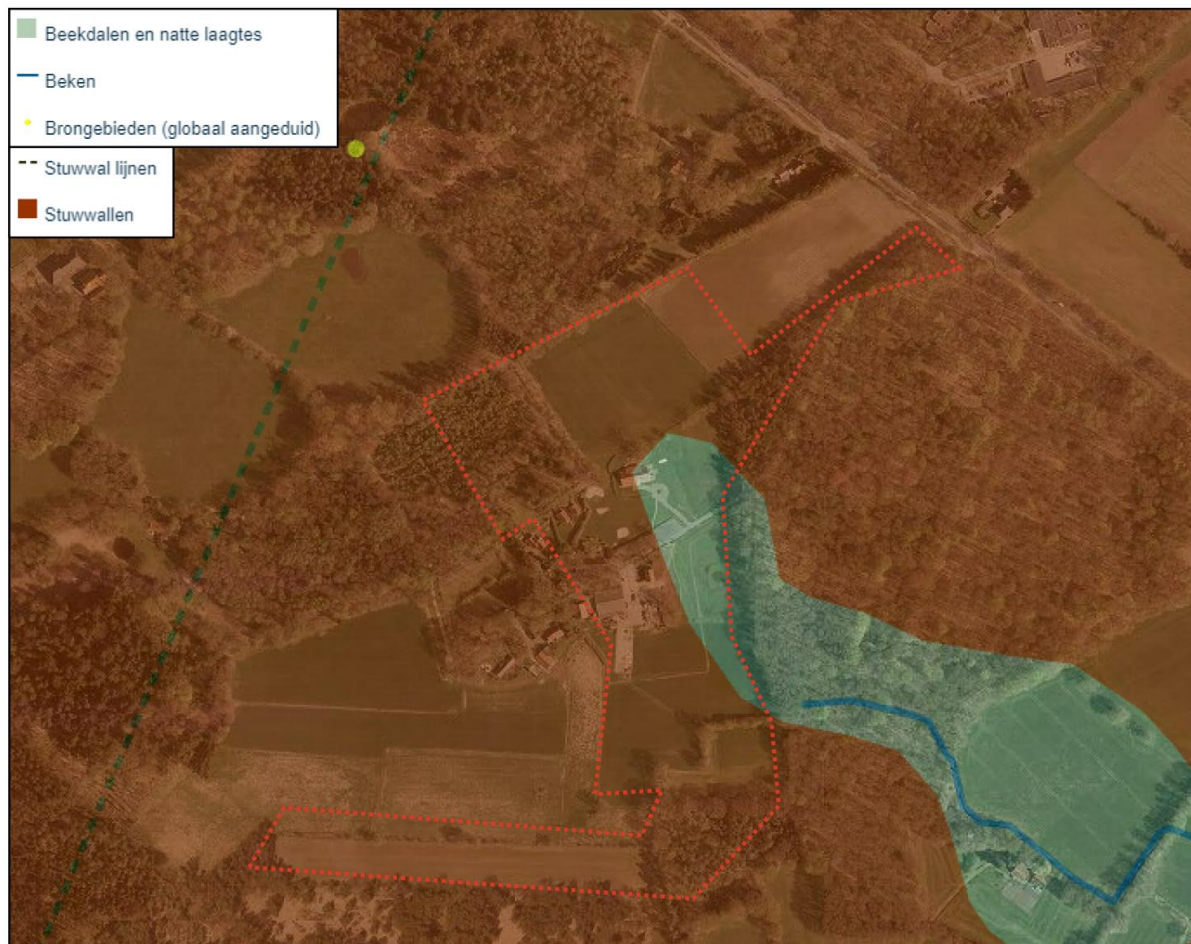 Beekdalen en natte laagtes
Beken
Brongebieden (globaal aangeduid)
Stuwwal lijnen
Stuwwallen